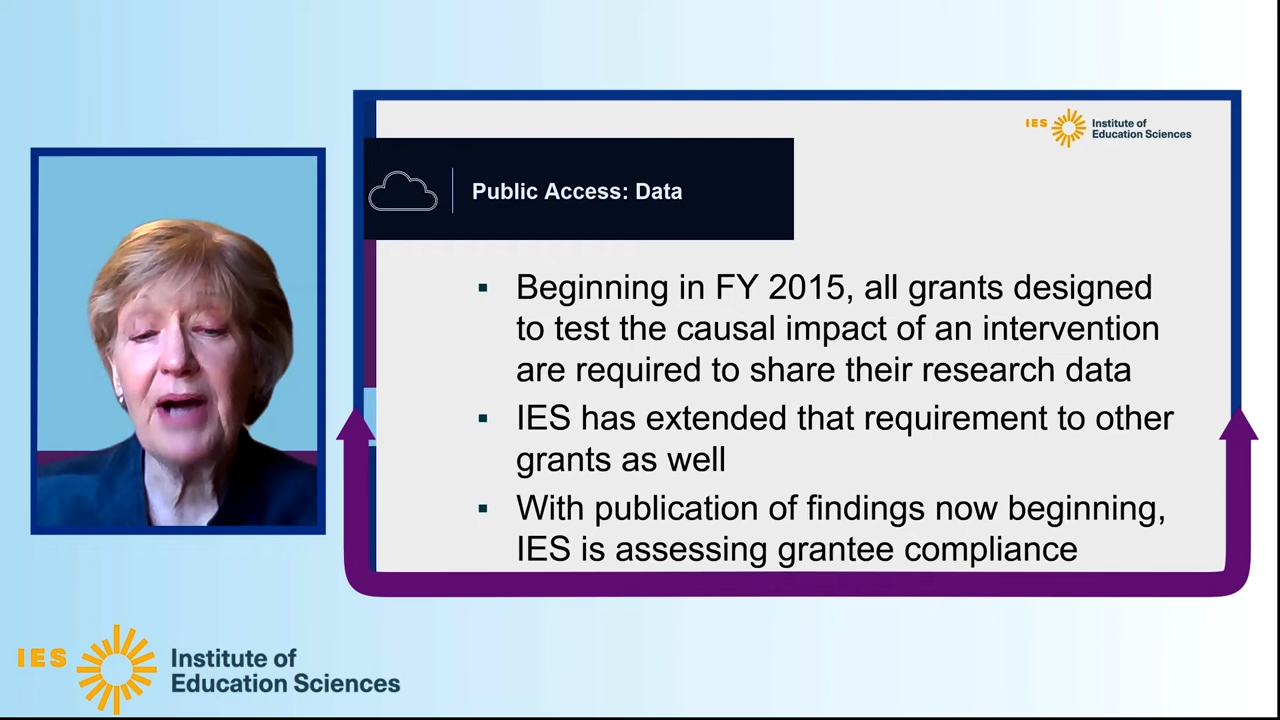 IES Institute of
Education Sciences
Public Access: Data
▪ Beginning in FY 2015, all grants designed
to test the causal impact of an intervention
are required to share their research data
▪ IES has extended that requirement to other
grants as well
▪ With publication of findings now beginning,
IES is assessing grantee compliance
IES Institute of
Education Sciences